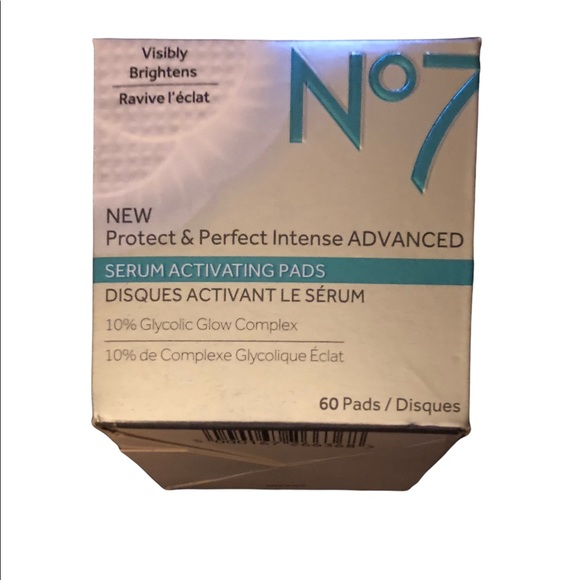 Visibly
Brightens
Ravive l'éclat
No7
NEW
Protect & Perfect Intense ADVANCED
SERUM ACTIVATING PADS
DISQUES ACTIVANT LE SÉRUM
10% Glycolic Glow Complex
10% de Complexe Glycolique Éclat
60 Pads / Disques